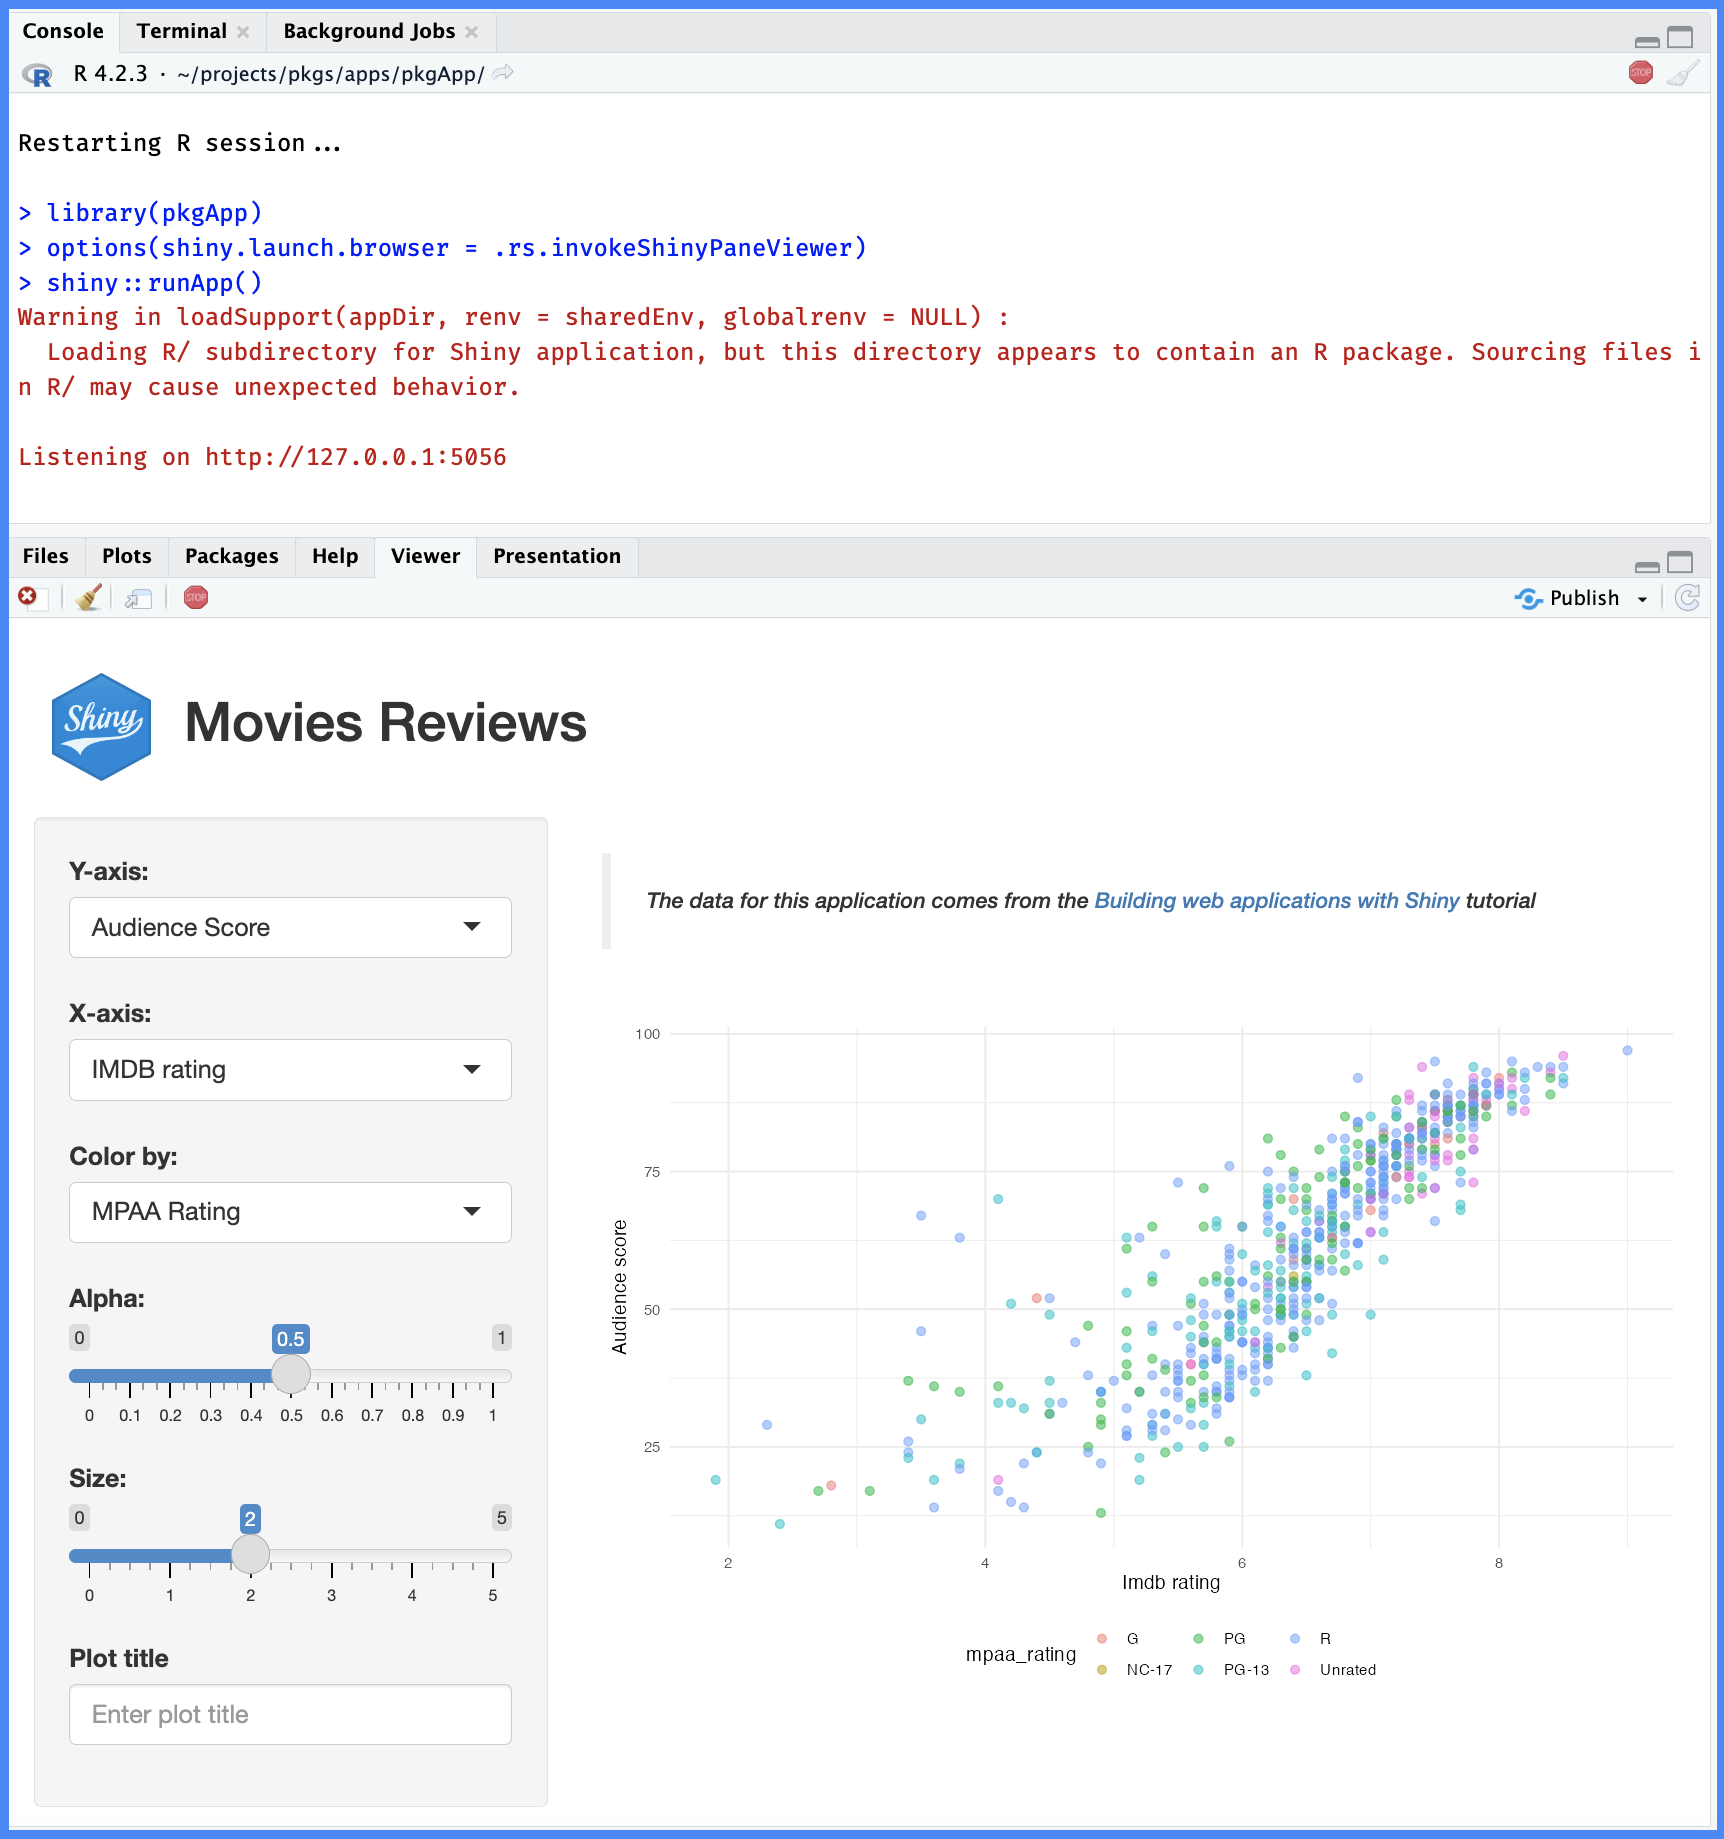 Console Terminal Background Jobs
R 4.2.3 · ~/projects/pkgs/apps/pkgApp/
STOP
Restarting R session...
> library(pkgApp)
> options(shiny.launch.browser = .rs.invokeShinyPaneViewer)
> shiny::runApp()
Warning in loadSupport(appDir, renv = sharedEnv, globalrenv = NULL) :
Loading R/ subdirectory for Shiny application, but this directory appears to contain an R package. Sourcing files i
n R/ may cause unexpected behavior.
Listening on http://127.0.0.1:5056
Files Plots Packages Help Viewer Presentation
STOP Publish
Shiny Movies Reviews
Y-axis:
Audience Score
X-axis:
IMDB rating
Color by:
MPAA Rating
Alpha:
0 0.5 1
0 0.1 0.2 0.3 0.4 0.5 0.6 0.7 0.8 0.9 1
Size:
0 2 5
0 1 2 3 4 5
Plot title
Enter plot title
The data for this application comes from the Building web applications with Shiny tutorial
100
75
50
25
Audience score
2 4 6 8
Imdb rating
mpaa_rating
G PG R
NC-17 PG-13 Unrated